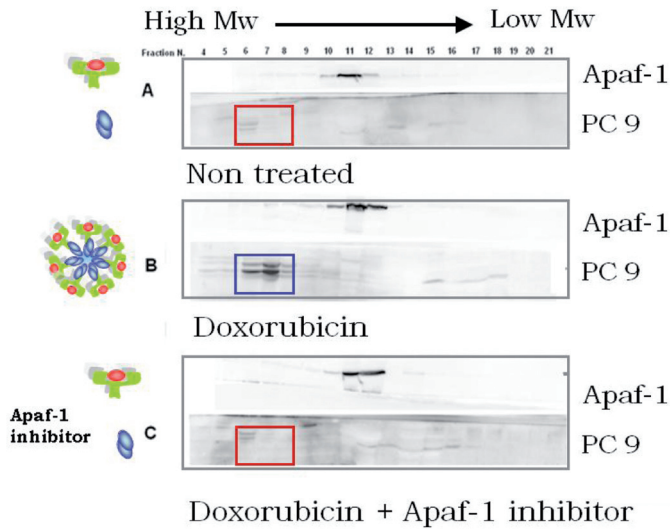 High Mw Low Mw
Fraction N. 4 5 6 7 8 9 10 11 12 13 14 15 16 17 18 19 20 21
A
Apaf-1
PC 9
Non treated
B
Apaf-1
PC 9
Doxorubicin
Apaf-1
inhibitor
C
Apaf-1
PC 9
Doxorubicin + Apaf-1 inhibitor